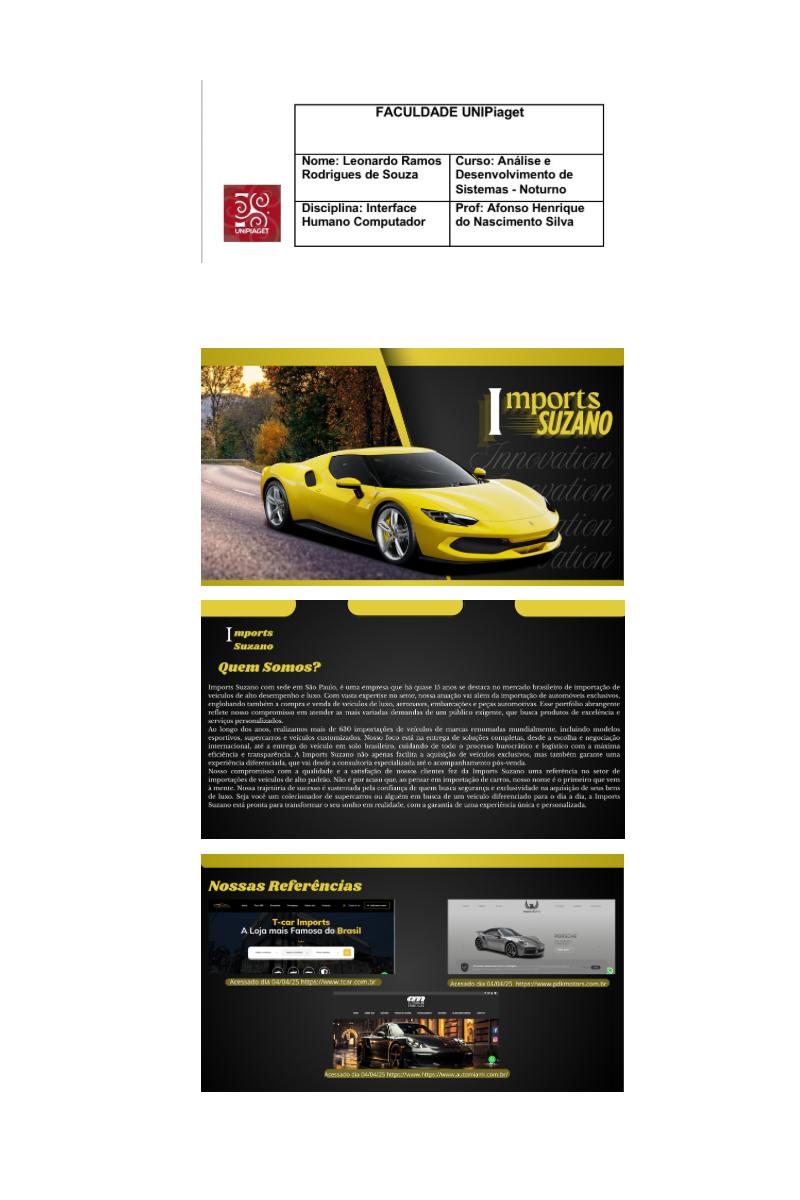 FACULDADE UNIPiaget
Nome: Leonardo Ramos
Rodrigues de Souza
Curso: Análise e
Desenvolvimento de
Sistemas - Noturno
UNIPIAGET
Disciplina: Interface
Humano Computador
Prof: Afonso Henrique
do Nascimento Silva
Imports
SUZANO
Innovation
vation
ation
ation
Imports
Suzano
Quem Somos?
Imports Suzano com sede em São Paulo, é uma empresa que há quase 15 anos se destaca no mercado brasileiro de importação de
veículos de alto desempenho e luxo. Com vasta expertise no setor, nossa atuação vai além da importação de automóveis exclusivos,
englobando também a compra e venda de veículos de luxo, aeronaves, embarcações e peças automotivas. Esse portfólio abrangente
reflete nosso compromisso em atender as mais variadas demandas de um público exigente, que busca produtos de excelência e
serviços personalizados.
Ao longo dos anos, realizamos mais de 630 importações de veículos de marcas renomadas mundialmente, incluindo modelos
esportivos, supercarros e veículos customizados. Nosso foco está na entrega de soluções completas, desde a escolha e negociação
internacional, até a entrega do veículo em solo brasileiro, cuidando de todo o processo burocrático e logístico com a máxima
eficiência e transparência. A Imports Suzano não apenas facilita a aquisição de veículos exclusivos, mas também garante uma
experiência diferenciada, que vai desde a consultoria especializada até o acompanhamento pós-venda.
Nosso compromisso com a qualidade e a satisfação de nossos clientes fez da Imports Suzano uma referência no setor de
importações de veículos de alto padrão. Não é por acaso que, ao pensar em importação de carros, nosso nome é o primeiro que vem
à mente. Nossa trajetória de sucesso é sustentada pela confiança de quem busca segurança e exclusividade na aquisição de seus bens
de luxo. Seja você um colecionador de supercarros ou alguém em busca de um veículo diferenciado para o dia a dia, a Imports
Suzano está pronta para transformar o seu sonho em realidade, com a garantia de uma experiência única e personalizada.
Nossas Referências
T-car Imports
A Loja mais Famosa do Brasil
PORSCHE
Acessado dia 04/04/25 https://www.tcar.com.br
Acessado dia 04/04/25 https://www.pdkmotors.com.br
Acessado dia 04/04/25 https://www.https://www.automiami.com.br/